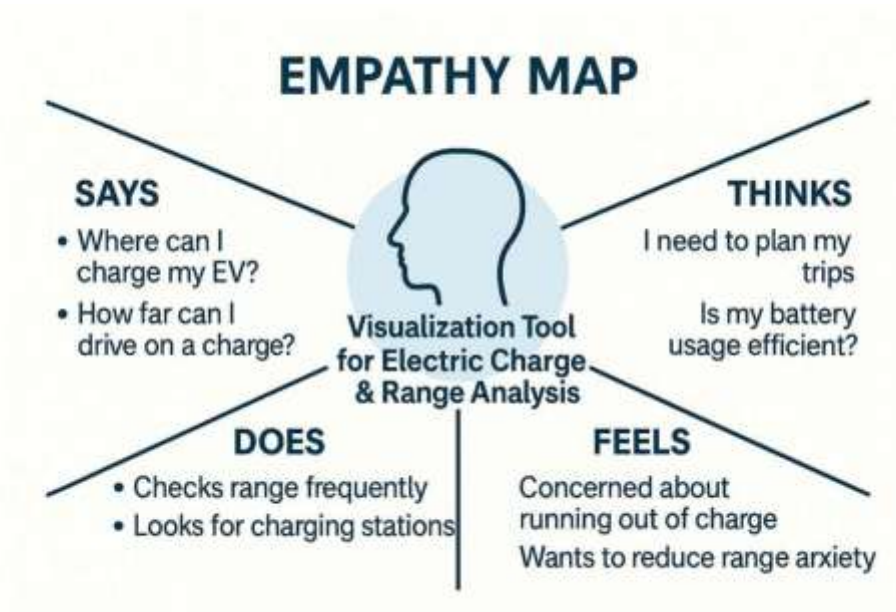 EMPATHY MAP
SAYS
• Where can I
charge my EV?
• How far can I
drive on a charge?
THINKS
I need to plan my
trips
Is my battery
usage efficient?
Visualization Tool
for Electric Charge
& Range Analysis
DOES
• Checks range frequently
• Looks for charging stations
FEELS
Concerned about
running out of charge
Wants to reduce range arxiety